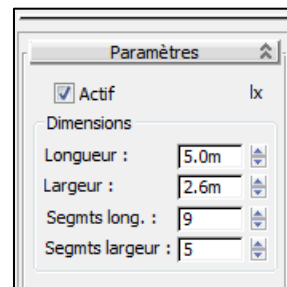 Paramètres
Actif lx
Dimensions
Longueur : 5.0m
Largeur : 2.6m
Segmts long. : 9
Segmts largeur : 5